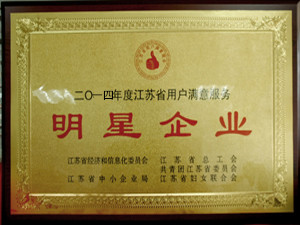 二〇一四年度江苏省用户满意服务
明星企业
江苏省经济和信息化委员会 江苏省总工会
共青团江苏省委员会
江苏省中小企业局 江苏省妇女联合会